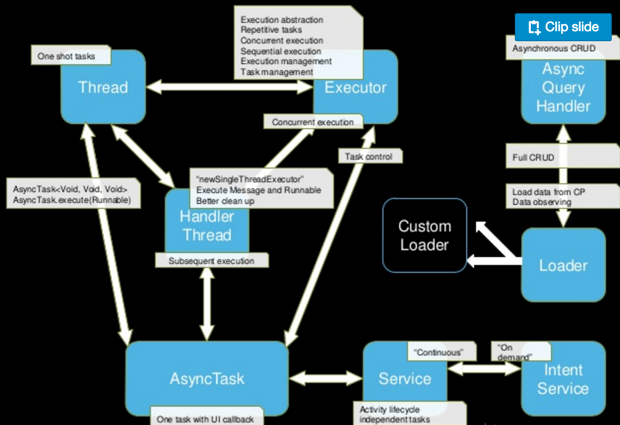 Clip slide
Execution abstraction
Repetitive tasks
Concurrent execution
Sequential execution
Execution management
Task management
One shot tasks
Thread
Executor
Asynchronous CRUD
Async
Query
Handler
Concurrent execution
Task control
Full CRUD
"newSingleThreadExecutor"
Execute Message and Runnable
Better clean up
AsyncTask<Void, Void, Void>
AsyncTask.execute(Runnable)
Load data from CP
Data observing
Handler
Thread
Custom
Loader
Loader
Subsequent execution
"Continuous"
"On
demand"
AsyncTask
Service
Intent
Service
One task with UI callback
Activity lifecycle
independent tasks